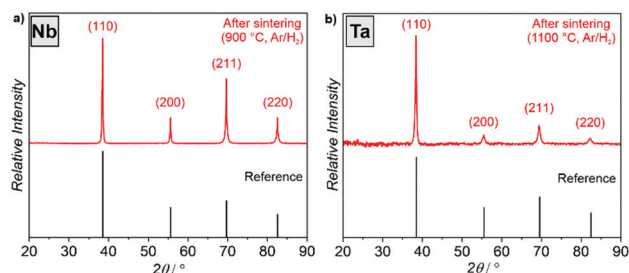 a)
Nb
After sintering
(900 °C, Ar/H₂)
(110)
(200)
(211)
(220)
Reference
Relative Intensity
20 30 40 50 60 70 80 90
2θ/ °
b)
Ta
After sintering
(1100 °C, Ar/H₂)
(110)
(200)
(211)
(220)
Reference
Relative Intensity
20 30 40 50 60 70 80 90
2θ/ °